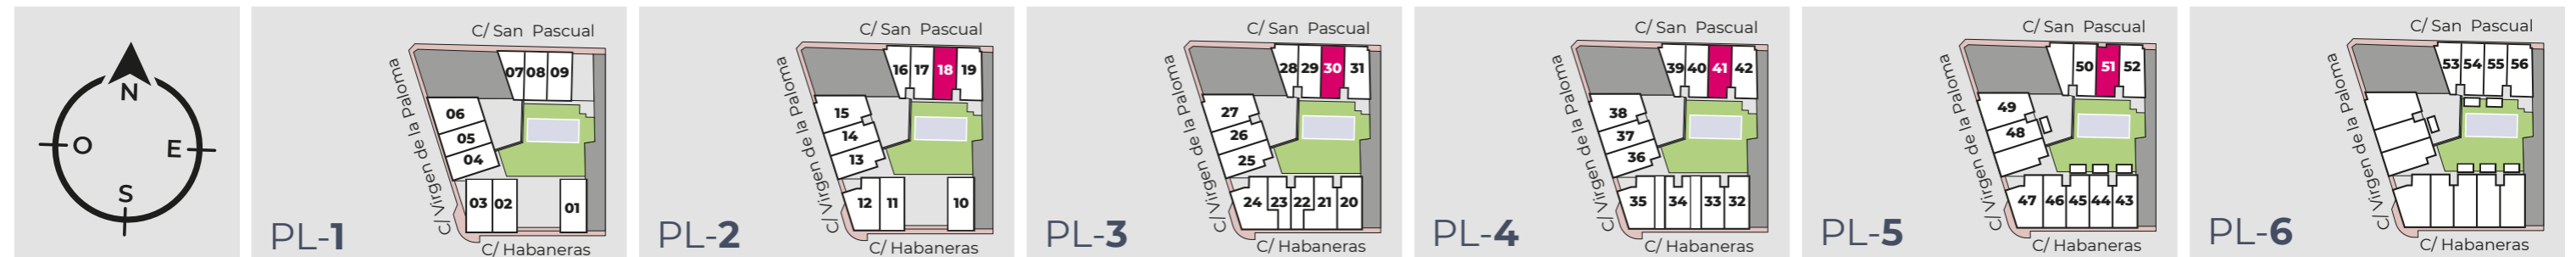 N
O E
S
C/ San Pascual
C/ Virgen de la Paloma
07 08 09
06
05
04
03 02 01
C/ Habaneras
PL-1
C/ San Pascual
C/ Virgen de la Paloma
16 17 18 19
15
14
13
12 11 10
C/ Habaneras
PL-2
C/ San Pascual
C/ Virgen de la Paloma
28 29 30 31
27
26
25
24 23 22 21 20
C/ Habaneras
PL-3
C/ San Pascual
C/ Virgen de la Paloma
39 40 41 42
38
37
36
35 34 33 32
C/ Habaneras
PL-4
C/ San Pascual
C/ Virgen de la Paloma
50 51 52
49
48
47 46 45 44 43
C/ Habaneras
PL-5
C/ San Pascual
C/ Virgen de la Paloma
53 54 55 56
C/ Habaneras
PL-6